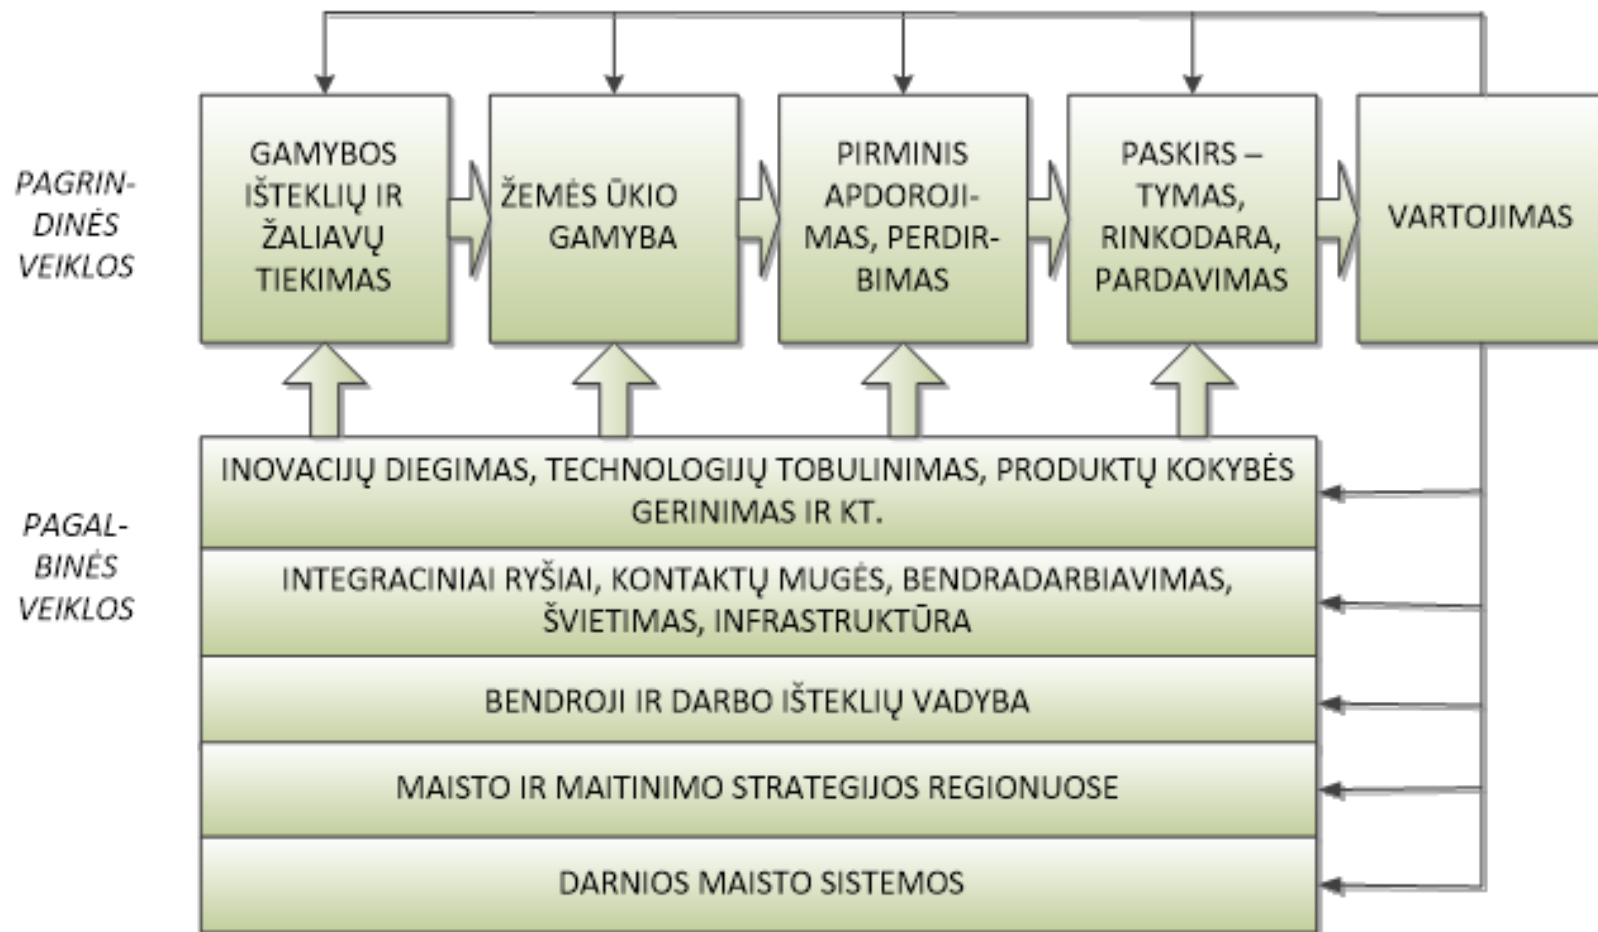 PAGRIN-
DINĖS
VEIKLOS
GAMYBOS
IŠTEKLIŲ IR
ŽALIAVŲ
TIEKIMAS
ŽEMĖS ŪKIO
GAMYBA
PIRMINIS
APDOROJI-
MAS, PERDIR-
BIMAS
PASKIRS –
TYMAS,
RINKODARA,
PARDAVIMAS
VARTOJIMAS
PAGAL-
BINĖS
VEIKLOS
INOVACIJŲ DIEGIMAS, TECHNOLOGIJŲ TOBULINIMAS, PRODUKTŲ KOKYBĖS
GERINIMAS IR KT.
INTEGRACINIAI RYŠIAI, KONTAKTŲ MUGĖS, BENDRADARBIAVIMAS,
ŠVIETIMAS, INFRASTRUKTŪRA
BENDROJI IR DARBO IŠTEKLIŲ VADYBA
MAISTO IR MAITINIMO STRATEGIJOS REGIONUOSE
DARNIOS MAISTO SISTEMOS